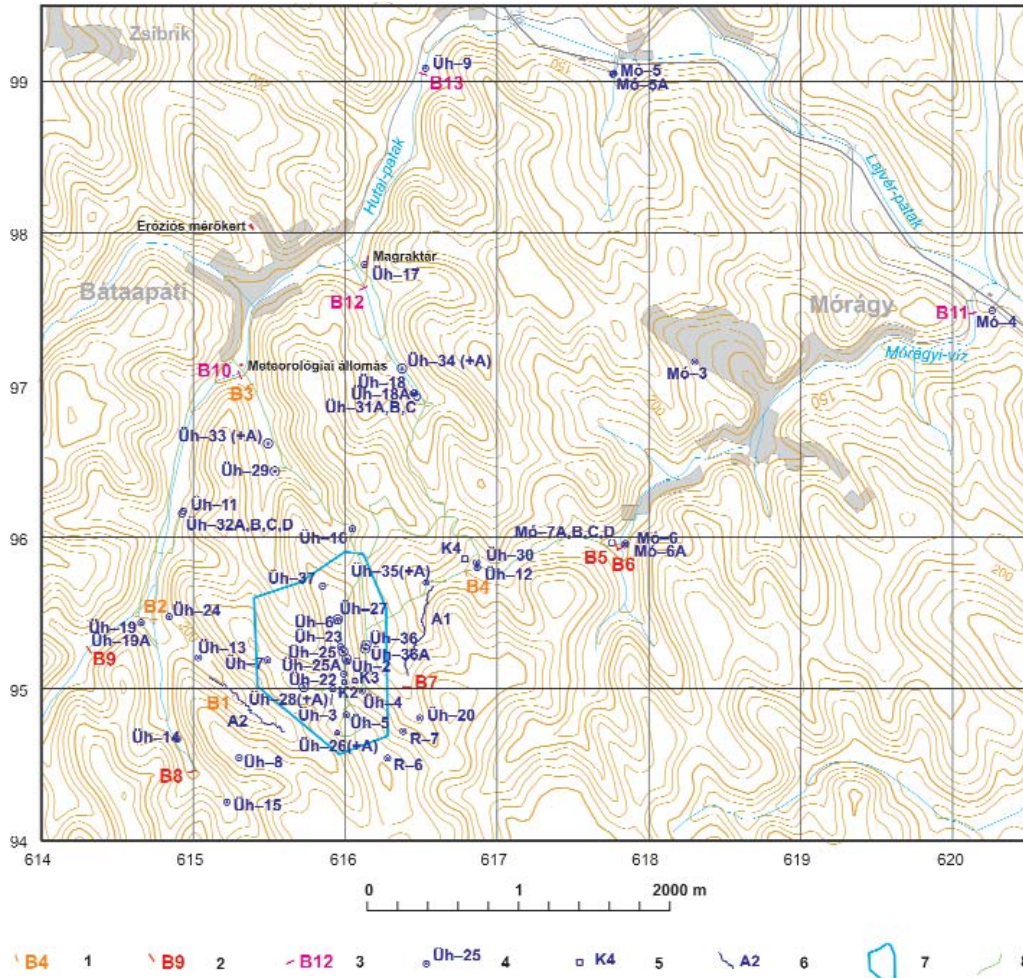 Zsibrik
Üh–9
B13
150
Mó–5
Mó–5A
99
Hutai-patak
Lajvér-patak
Eróziós mérőkert
98
Magraktár
Üh–17
Bátaapáti
B12
Mórágy
B11
Mó–4
Mórágyi-víz
B10
Meteorológiai állomás
Üh–34 (+A)
Mó–3
97
B3
Üh–18
Üh–18A
Üh–31A,B,C
200
150
Üh–33 (+A)
Üh–29
Üh–11
Üh–32A,B,C,D
Üh–16
Mó–7A,B,C,D
Mó–6
Mó–6A
96
K4
Üh–30
B5
B6
Üh–35(+A)
B4
Üh–12
200
Üh–37
B2
Üh–24
Üh–27
A1
Üh–6
Üh–19
Üh–23
Üh–36
Üh–19A
Üh–13
Üh–25
Üh–36A
B9
Üh–7
Üh–25A
Üh–2
Üh–22
K3
B7
95
B1
K2
Üh–28(+A)
Üh–4
A2
Üh–3
Üh–5
Üh–20
Üh–14
R–7
Üh–26(+A)
B8
Üh–8
R–6
Üh–15
94
614 615 616 617 618 619 620
0 1 2000 m
B4 1 B9 2 B12 3 Üh–25 4 K4 5 A2 6 7 8